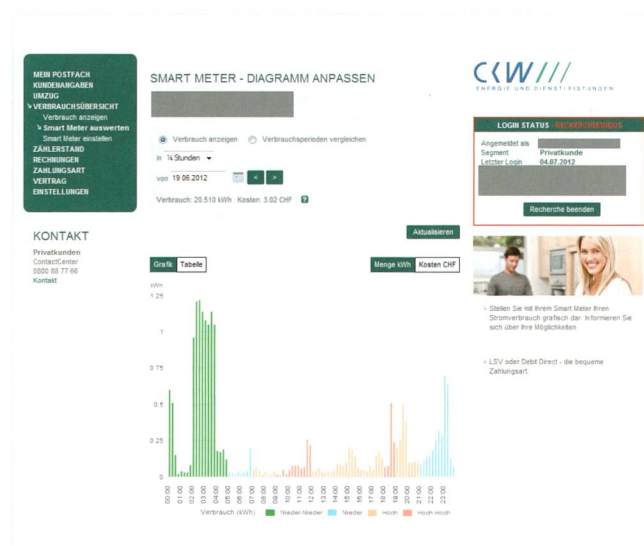 MEIN POSTFACH
KUNDENANGABEN
UMZUG
VERBRAUCHSÜBERSICHT
Verbrauch anzeigen
Smart Meter auswerten
Smart Meter einstellen
ZÄHLERSTAND
RECHNUNGEN
ZAHLUNGSART
VERTRAG
EINSTELLUNGEN
KONTAKT
Privatkunden
ContactCenter
0800 88 77 66
Kontakt
SMART METER - DIAGRAMM ANPASSEN
Verbrauch anzeigen Verbrauchsperioden vergleichen
in ¼ Stunden
von 19.06.2012 < >
Verbrauch: 20.510 kWh Kosten: 3.02 CHF ?
Aktualisieren
Grafik Tabelle Menge kWh Kosten CHF
kWh
1.25
1
0.75
0.5
0.25
0
00:00 01:00 02:00 03:00 04:00 05:00 06:00 07:00 08:00 09:00 10:00 11:00 12:00 13:00 14:00 15:00 16:00 17:00 18:00 19:00 20:00 21:00 22:00 23:00
Verbrauch (kWh) Nieder-Nieder Nieder Hoch Hoch-Hoch
CKW
ENERGIE UND DIENSTLEISTUNGEN
LOGIN STATUS - RECHERCHEMODUS
Angemeldet als
Segment Privatkunde
Letzter Login 04.07.2012
Recherche beenden
> Stellen Sie mit Ihrem Smart Meter Ihren
Stromverbrauch grafisch dar. Informieren Sie
sich über Ihre Möglichkeiten
> LSV oder Debit Direct - die bequeme
Zahlungsart